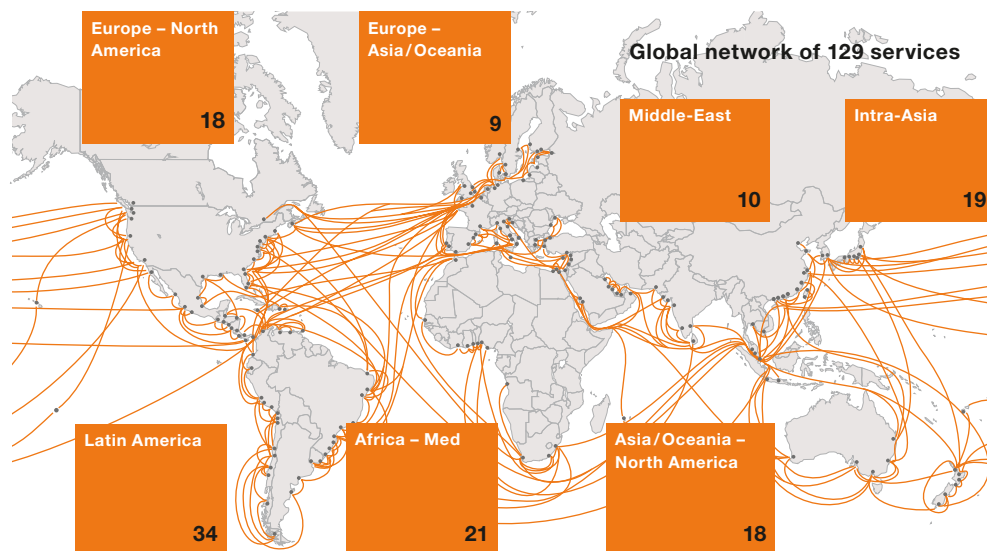 Europe – North
America
18
Europe –
Asia/Oceania
9
Global network of 129 services
Middle-East
10
Intra-Asia
19
Latin America
34
Africa – Med
21
Asia/Oceania –
North America
18